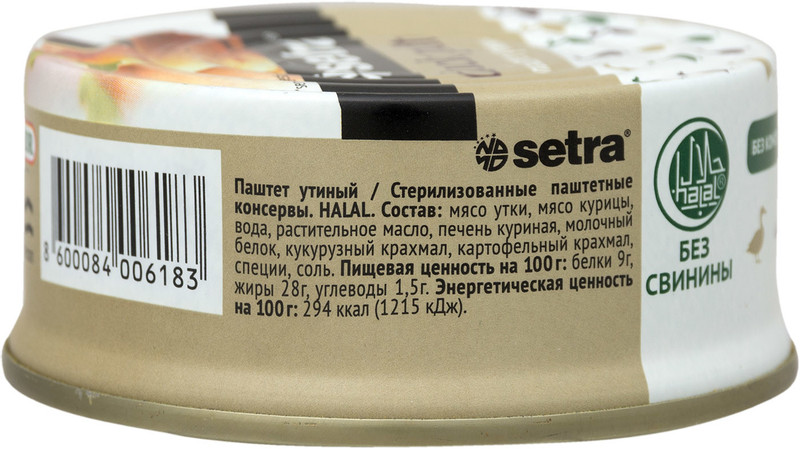 setra®
Паштет утиный / Стерилизованные паштетные
консервы. HALAL. Состав: мясо утки, мясо курицы,
вода, растительное масло, печень куриная, молочный
белок, кукурузный крахмал, картофельный крахмал,
специи, соль. Пищевая ценность на 100г: белки 9г,
жиры 28г, углеводы 1,5г. Энергетическая ценность
на 100г: 294 ккал (1215 кДж).
8 600084 006183
حلال
halal
®
БЕЗ
СВИНИНЫ